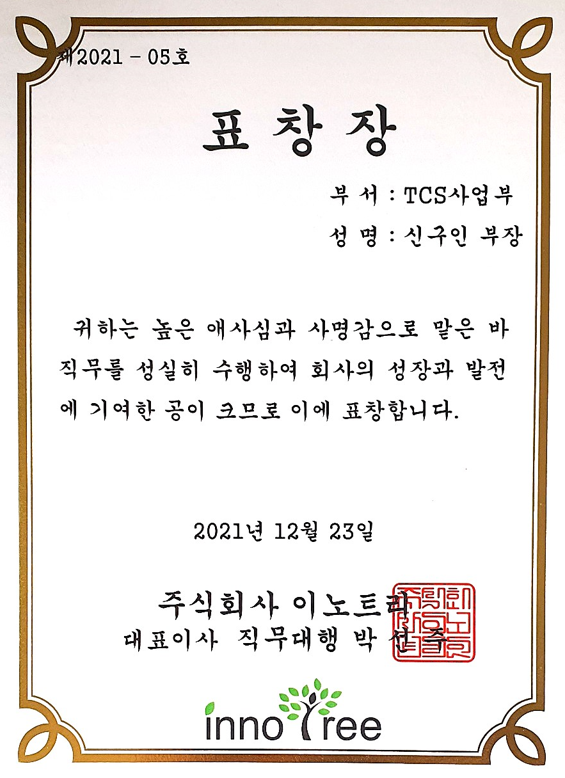 제2021 - 05호
표 창 장
부 서 : TCS사업부
성 명 : 신구인 부장
귀하는 높은 애사심과 사명감으로 맡은 바
직무를 성실히 수행하여 회사의 성장과 발전
에 기여한 공이 크므로 이에 표창합니다.
2021년 12월 23일
주식회사 이노트리
대표이사 직무대행 박 선 주
inno Tree